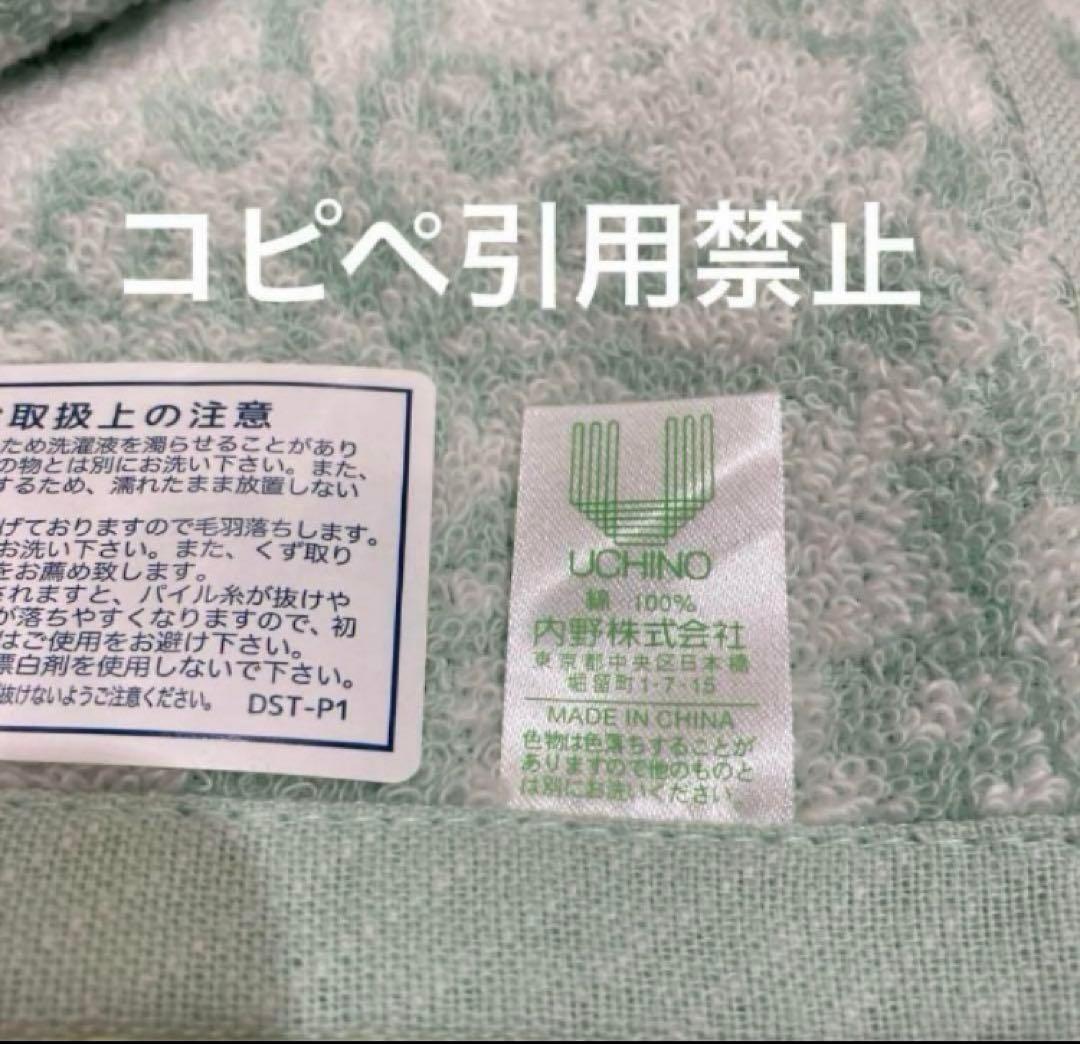 コピペ引用禁止
取扱上の注意
ため洗濯液を濁らせることがあり
の物とは別にお洗い下さい。また、
するため、濡れたまま放置しない
げておりますので毛羽落ちします。
お洗い下さい。また、くず取り
をお薦め致します。
されますと、パイル糸が抜けや
が落ちやすくなりますので、初
はご使用をお避け下さい。
漂白剤を使用しないで下さい。
抜けないようご注意ください。 DST-P1
UCHINO
綿 100%
内野株式会社
東京都中央区日本橋
堀留町1-7-15
MADE IN CHINA
色物は色落ちすることが
ありますので他のものと
は別にお洗いください。